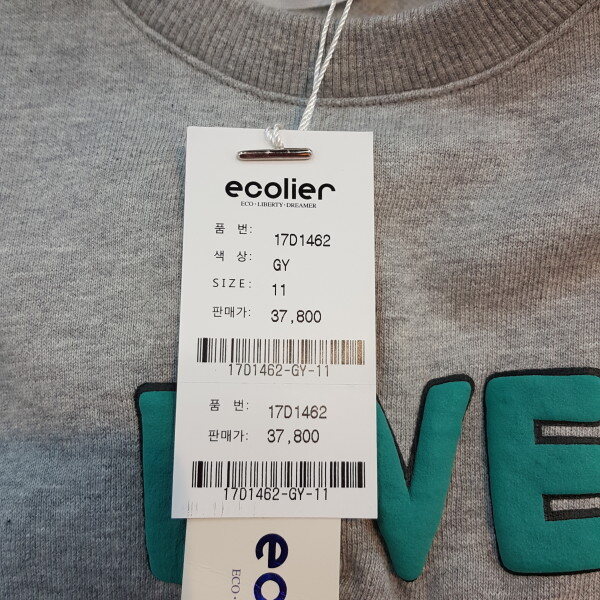 ecolier
ECO · LIBERTY · DREAMER
품 번: 17D1462
색 상: GY
SIZE: 11
판매가: 37,800
17D1462-GY-11
품 번: 17D1462
판매가: 37,800
17D1462-GY-11
VE